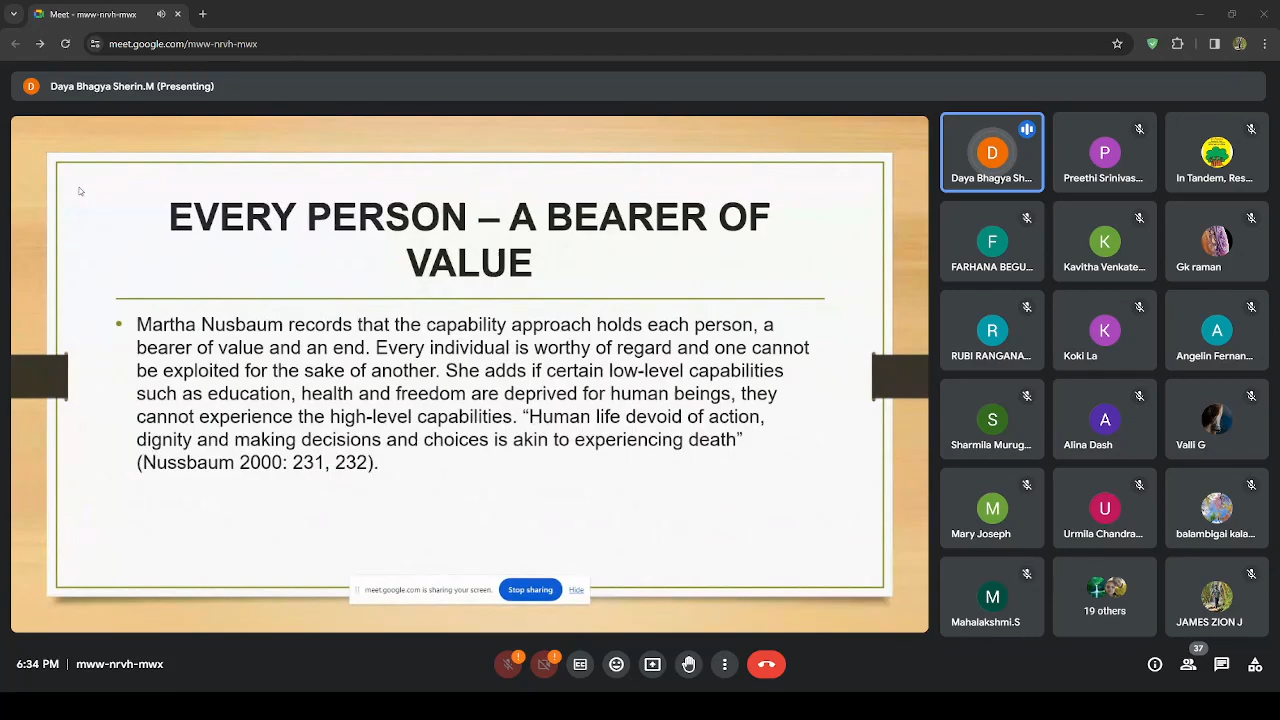 Meet - mww-nrvh-mwx
meet.google.com/mww-nrvh-mwx
D
Daya Bhagya Sherin.M (Presenting)
EVERY PERSON – A BEARER OF
VALUE
• Martha Nusbaum records that the capability approach holds each person, a
bearer of value and an end. Every individual is worthy of regard and one cannot
be exploited for the sake of another. She adds if certain low-level capabilities
such as education, health and freedom are deprived for human beings, they
cannot experience the high-level capabilities. “Human life devoid of action,
dignity and making decisions and choices is akin to experiencing death”
(Nussbaum 2000: 231, 232).
meet.google.com is sharing your screen.
Stop sharing
Hide
D
Daya Bhagya Sh...
P
Preethi Srinivas...
In Tandem, Res...
F
FARHANA BEGU...
K
Kavitha Venkate...
Gk raman
R
RUBI RANGANA...
K
Koki La
A
Angelin Fernan...
S
Sharmila Murug...
A
Alina Dash
Valli G
M
Mary Joseph
U
Urmila Chandra...
balambigai kala...
M
Mahalakshmi.S
19 others
JAMES ZION J
6:34 PM | mww-nrvh-mwx
37